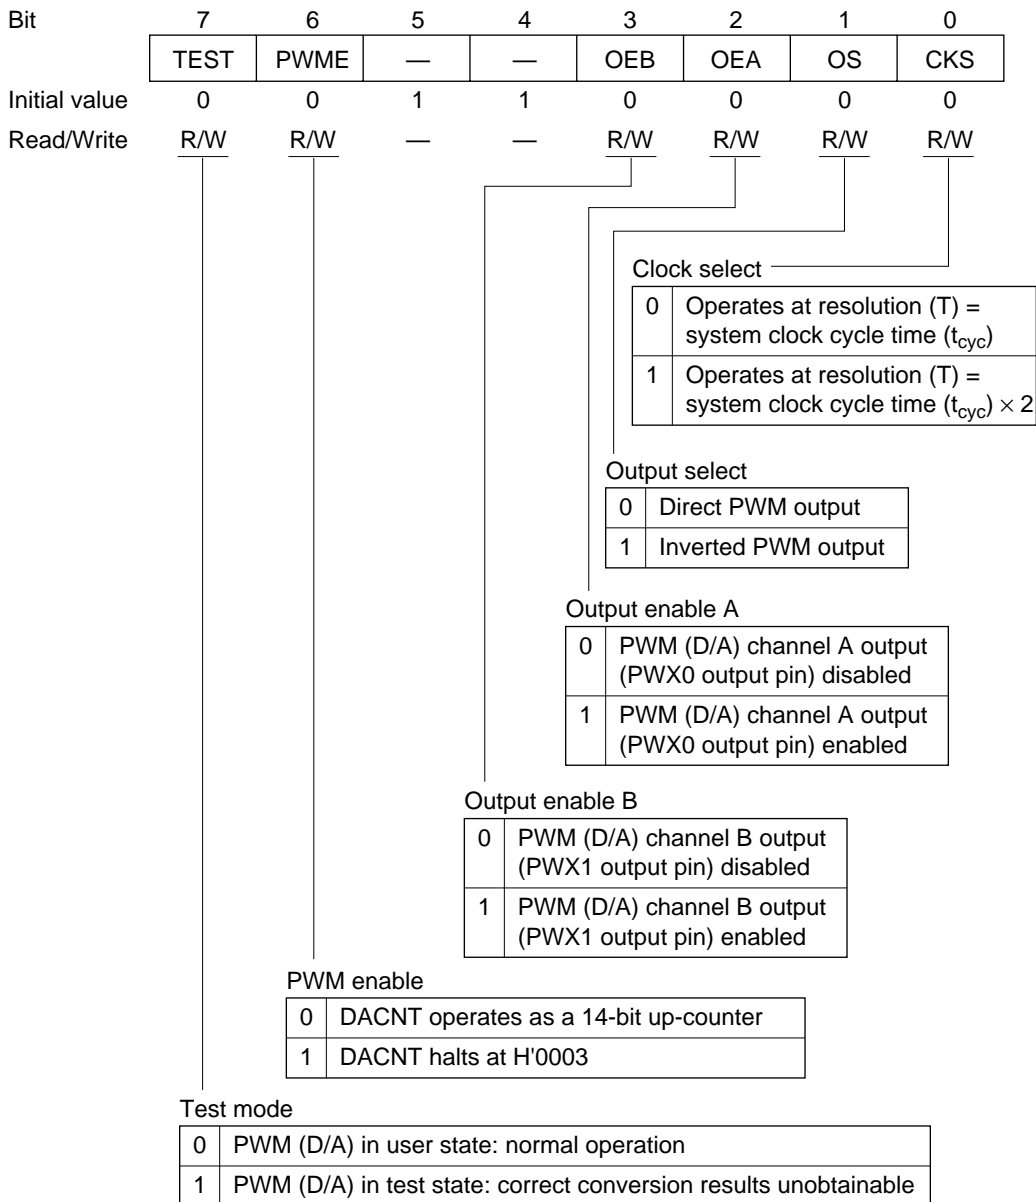 Bit 7 6 5 4 3 2 1 0
TEST PWME — — OEB OEA OS CKS
Initial value 0 0 1 1 0 0 0 0
Read/Write R/W R/W — — R/W R/W R/W R/W
Clock select
0 Operates at resolution (T) =
system clock cycle time (tcyc)
1 Operates at resolution (T) =
system clock cycle time (tcyc) × 2
Output select
0 Direct PWM output
1 Inverted PWM output
Output enable A
0 PWM (D/A) channel A output
(PWX0 output pin) disabled
1 PWM (D/A) channel A output
(PWX0 output pin) enabled
Output enable B
0 PWM (D/A) channel B output
(PWX1 output pin) disabled
1 PWM (D/A) channel B output
(PWX1 output pin) enabled
PWM enable
0 DACNT operates as a 14-bit up-counter
1 DACNT halts at H'0003
Test mode
0 PWM (D/A) in user state: normal operation
1 PWM (D/A) in test state: correct conversion results unobtainable